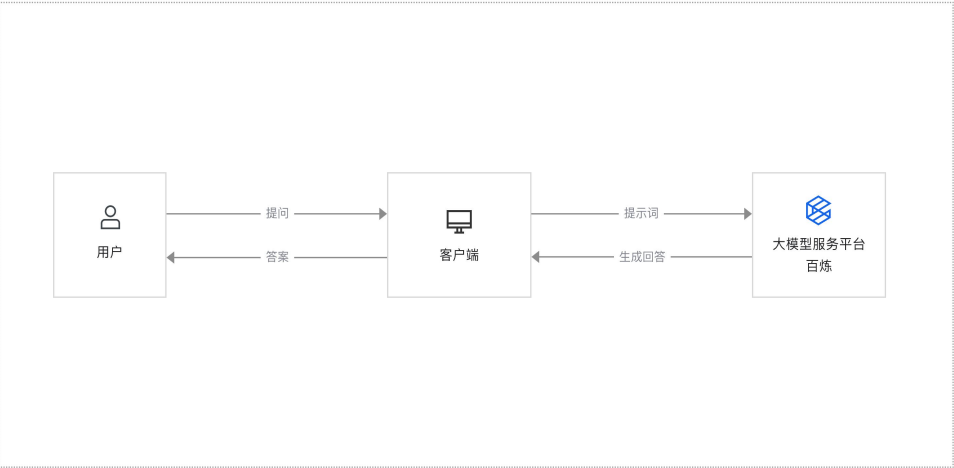 用户
提问
答案
客户端
提示词
生成回答
大模型服务平台
百炼